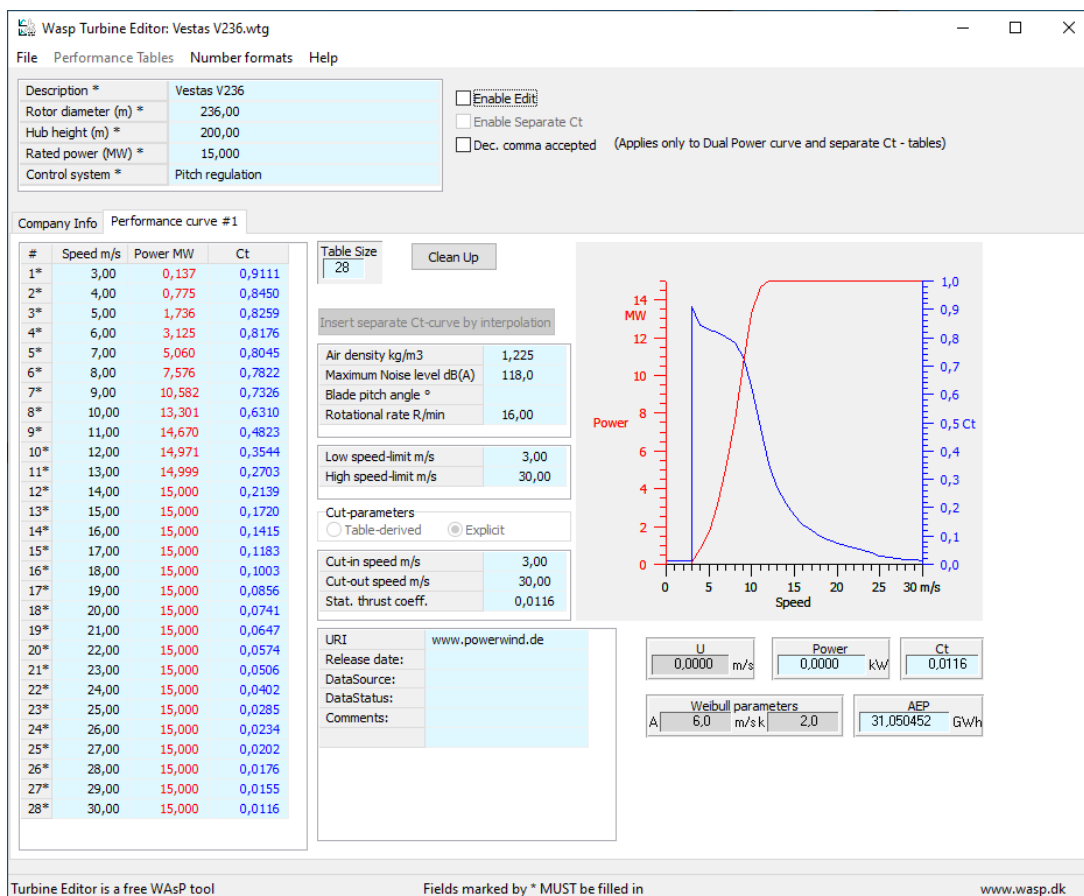 Wasp Turbine Editor: Vestas V236.wtg
File Performance Tables Number formats Help
Description * Vestas V236
Rotor diameter (m) * 236,00
Hub height (m) * 200,00
Rated power (MW) * 15,000
Control system * Pitch regulation
Enable Edit
Enable Separate Ct
Dec. comma accepted (Applies only to Dual Power curve and separate Ct - tables)
Company Info Performance curve #1
# Speed m/s Power MW Ct
1* 3,00 0,137 0,9111
2* 4,00 0,775 0,8450
3* 5,00 1,736 0,8259
4* 6,00 3,125 0,8176
5* 7,00 5,060 0,8045
6* 8,00 7,576 0,7822
7* 9,00 10,582 0,7326
8* 10,00 13,301 0,6310
9* 11,00 14,670 0,4823
10* 12,00 14,971 0,3544
11* 13,00 14,999 0,2703
12* 14,00 15,000 0,2139
13* 15,00 15,000 0,1720
14* 16,00 15,000 0,1415
15* 17,00 15,000 0,1183
16* 18,00 15,000 0,1003
17* 19,00 15,000 0,0856
18* 20,00 15,000 0,0741
19* 21,00 15,000 0,0647
20* 22,00 15,000 0,0574
21* 23,00 15,000 0,0506
22* 24,00 15,000 0,0402
23* 25,00 15,000 0,0285
24* 26,00 15,000 0,0234
25* 27,00 15,000 0,0202
26* 28,00 15,000 0,0176
27* 29,00 15,000 0,0155
28* 30,00 15,000 0,0116
Table Size
28
Clean Up
Insert separate Ct-curve by interpolation
Air density kg/m3 1,225
Maximum Noise level dB(A) 118,0
Blade pitch angle °
Rotational rate R/min 16,00
Low speed-limit m/s 3,00
High speed-limit m/s 30,00
Cut-parameters
Table-derived Explicit
Cut-in speed m/s 3,00
Cut-out speed m/s 30,00
Stat. thrust coeff. 0,0116
URI www.powerwind.de
Release date:
DataSource:
DataStatus:
Comments:
14
MW
12
10
8
Power
6
4
2
0
1,0
0,9
0,8
0,7
0,6
0,5 Ct
0,4
0,3
0,2
0,1
0,0
0 5 10 15 20 25 30 m/s
Speed
U
0,0000 m/s
Power
0,0000 kW
Ct
0,0116
Weibull parameters
A 6,0 m/s k 2,0
AEP
31,050452 GWh
Turbine Editor is a free WAsP tool
Fields marked by * MUST be filled in
www.wasp.dk